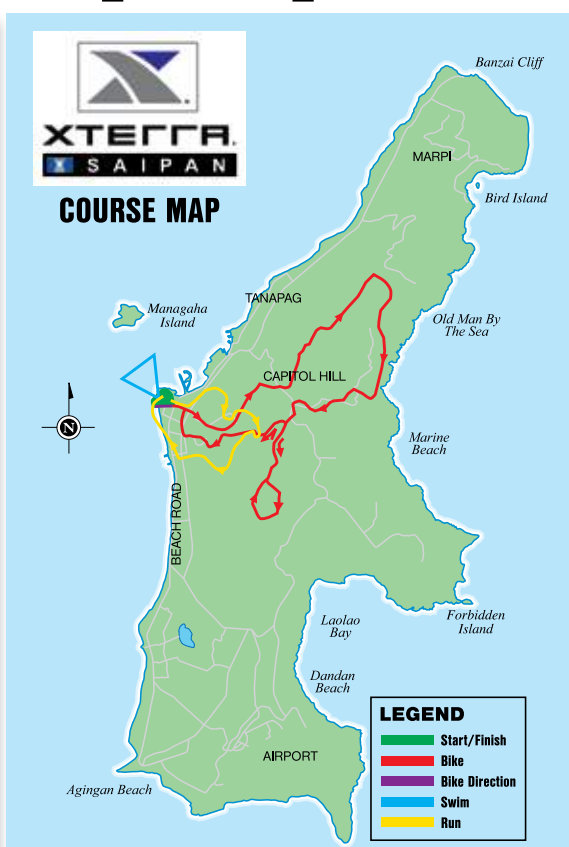 XTERRA.
X SAIPAN
COURSE MAP
Banzai Cliff
MARPI
Bird Island
TANAPAG
Managaha
Island
Old Man By
The Sea
CAPITOL HILL
N
Marine
Beach
BEACH ROAD
Laolao
Bay
Forbidden
Island
Dandan
Beach
AIRPORT
Agingan Beach
LEGEND
Start/Finish
Bike
Bike Direction
Swim
Run